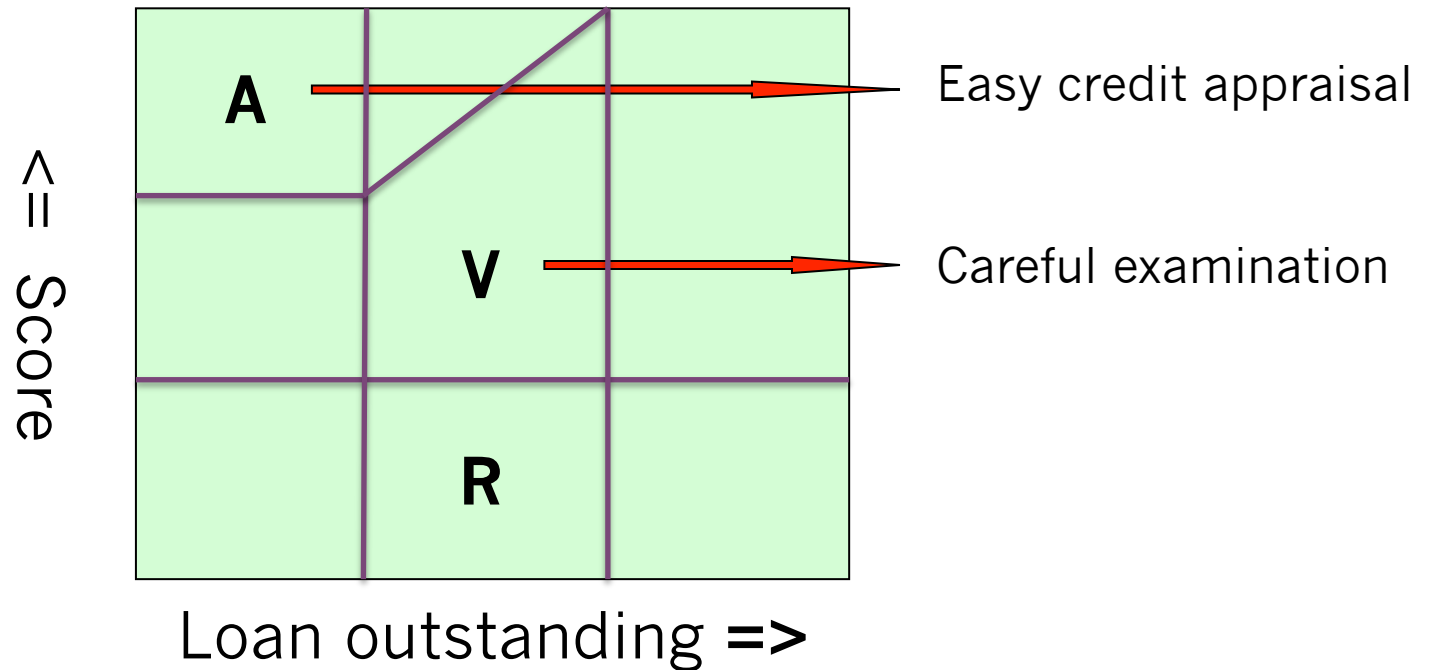 A
Easy credit appraisal
<= Score
V
Careful examination
R
Loan outstanding =>